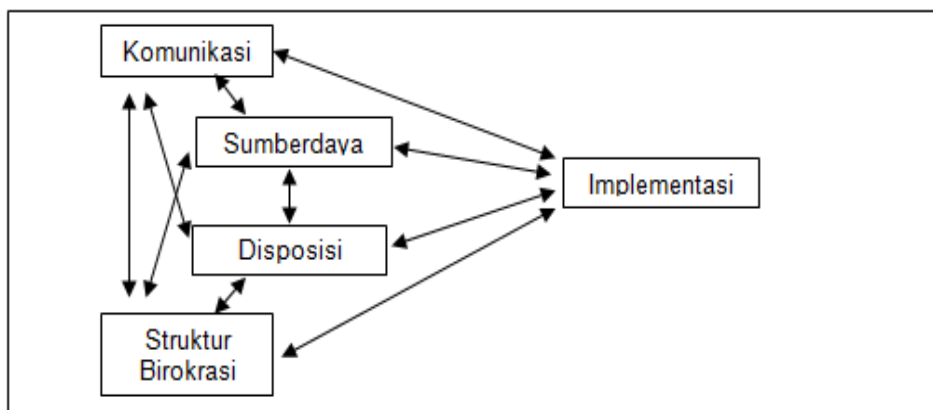 Komunikasi
Sumberdaya
Implementasi
Disposisi
Struktur
Birokrasi